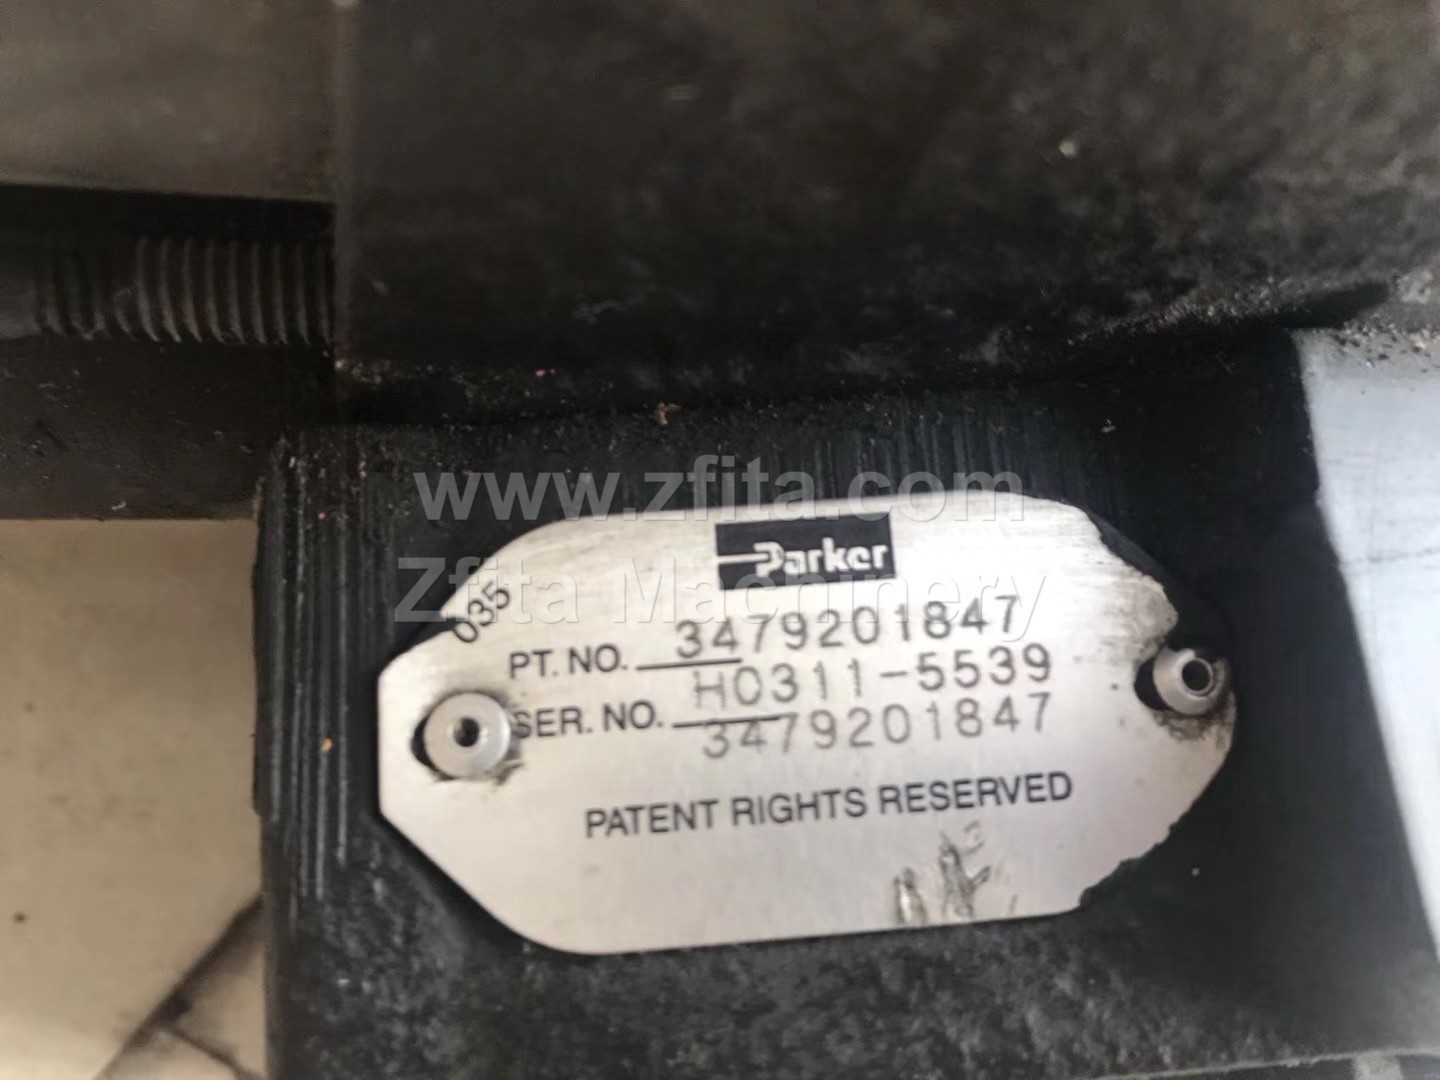 www.zfita.com
Parker
Zfita Machinery
035
PT. NO. 3479201847
SER. NO. H0311-5539
3479201847
PATENT RIGHTS RESERVED